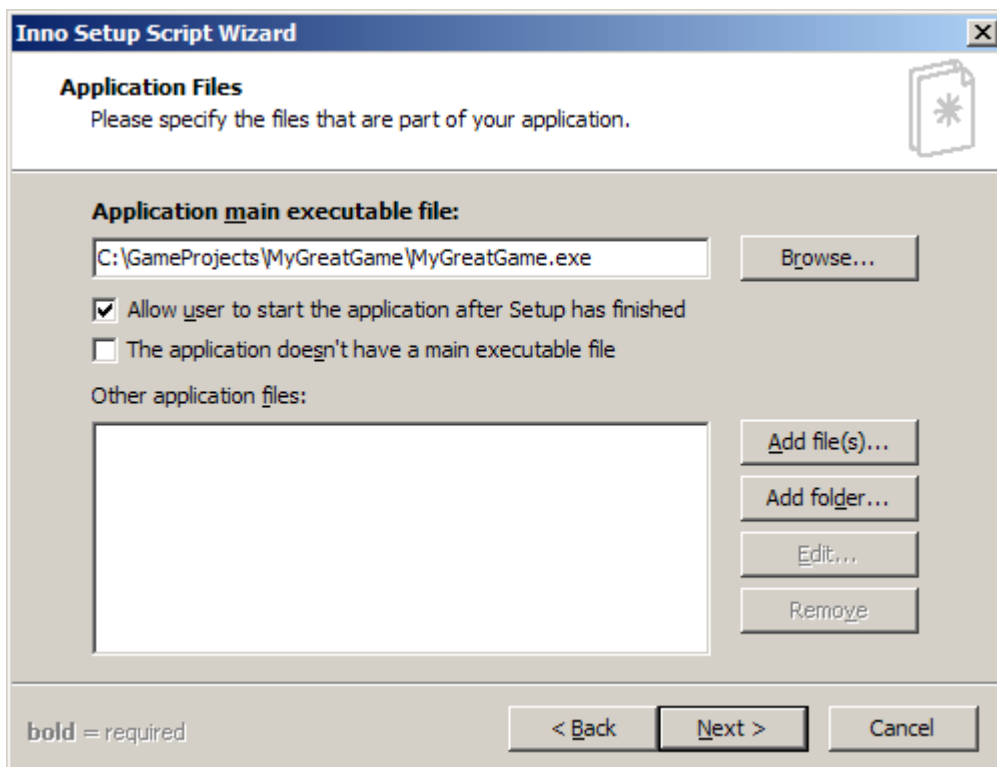 Inno Setup Script Wizard
Application Files
Please specify the files that are part of your application.
Application main executable file:
C:\GameProjects\MyGreatGame\MyGreatGame.exe
Browse...
Allow user to start the application after Setup has finished
The application doesn't have a main executable file
Other application files:
Add file(s)...
Add folder...
Edit...
Remove
bold = required
< Back
Next >
Cancel